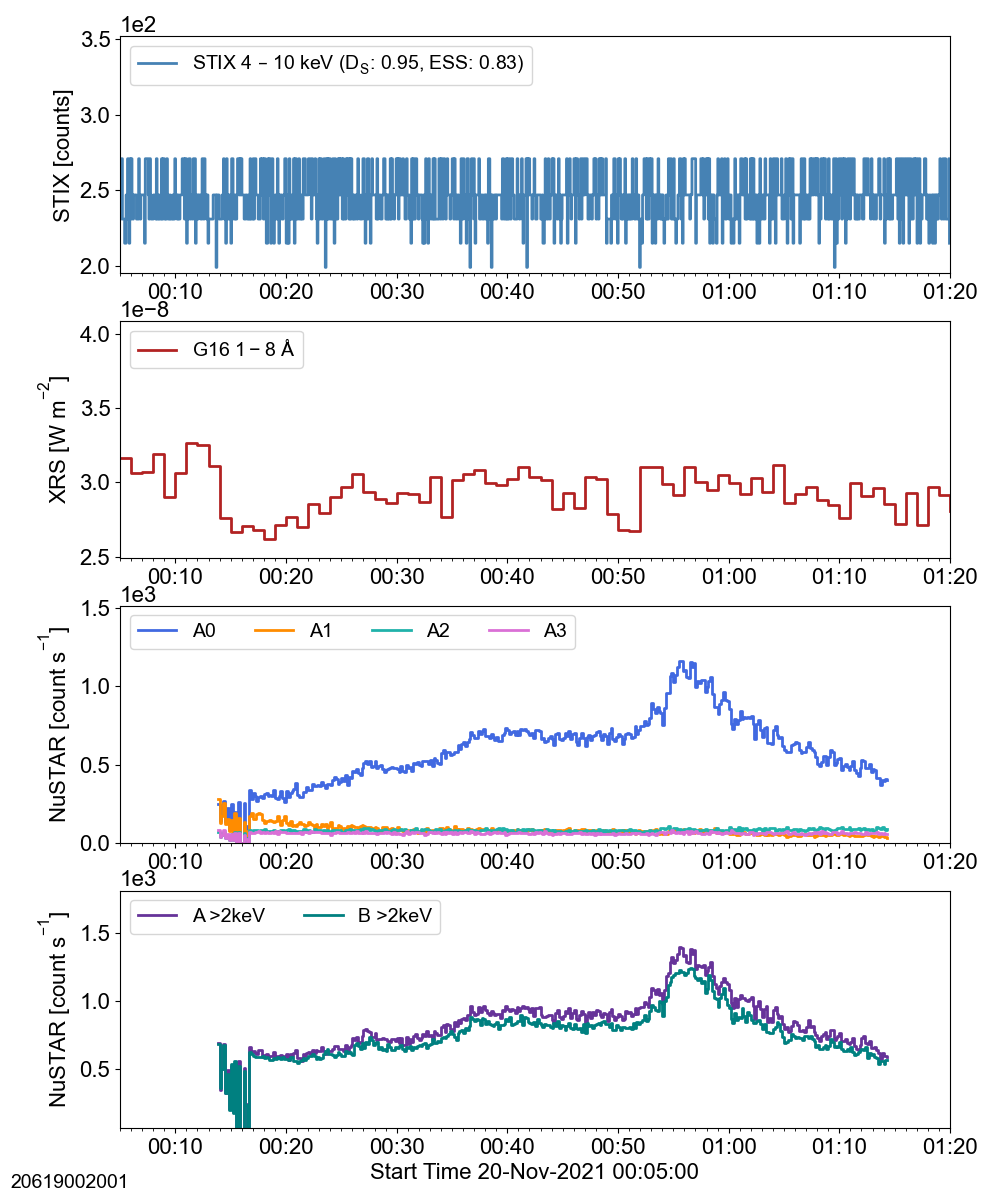 1e2
3.5
3.0
2.5
2.0
STIX [counts]
STIX 4 – 10 keV (D_S: 0.95, ESS: 0.83)
00:10 00:20 00:30 00:40 00:50 01:00 01:10 01:20
1e−8
4.0
3.5
3.0
2.5
XRS [W m⁻²]
G16 1 – 8 Å
00:10 00:20 00:30 00:40 00:50 01:00 01:10 01:20
1e3
1.5
1.0
0.5
0.0
NuSTAR [count s⁻¹]
A0 A1 A2 A3
00:10 00:20 00:30 00:40 00:50 01:00 01:10 01:20
1e3
1.5
1.0
0.5
NuSTAR [count s⁻¹]
A >2keV B >2keV
00:10 00:20 00:30 00:40 00:50 01:00 01:10 01:20
Start Time 20-Nov-2021 00:05:00
20619002001